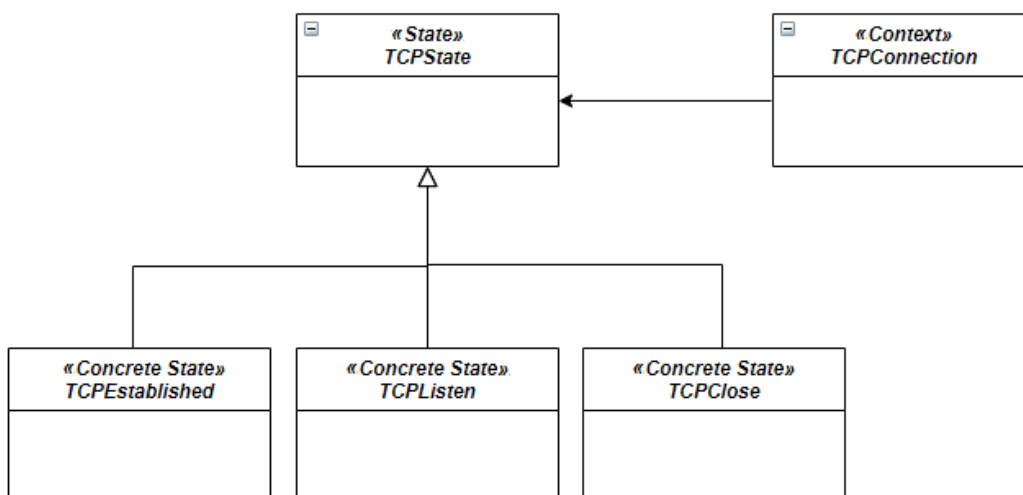 «State»
TCPState
«Context»
TCPConnection
«Concrete State»
TCPEstablished
«Concrete State»
TCPListen
«Concrete State»
TCPClose